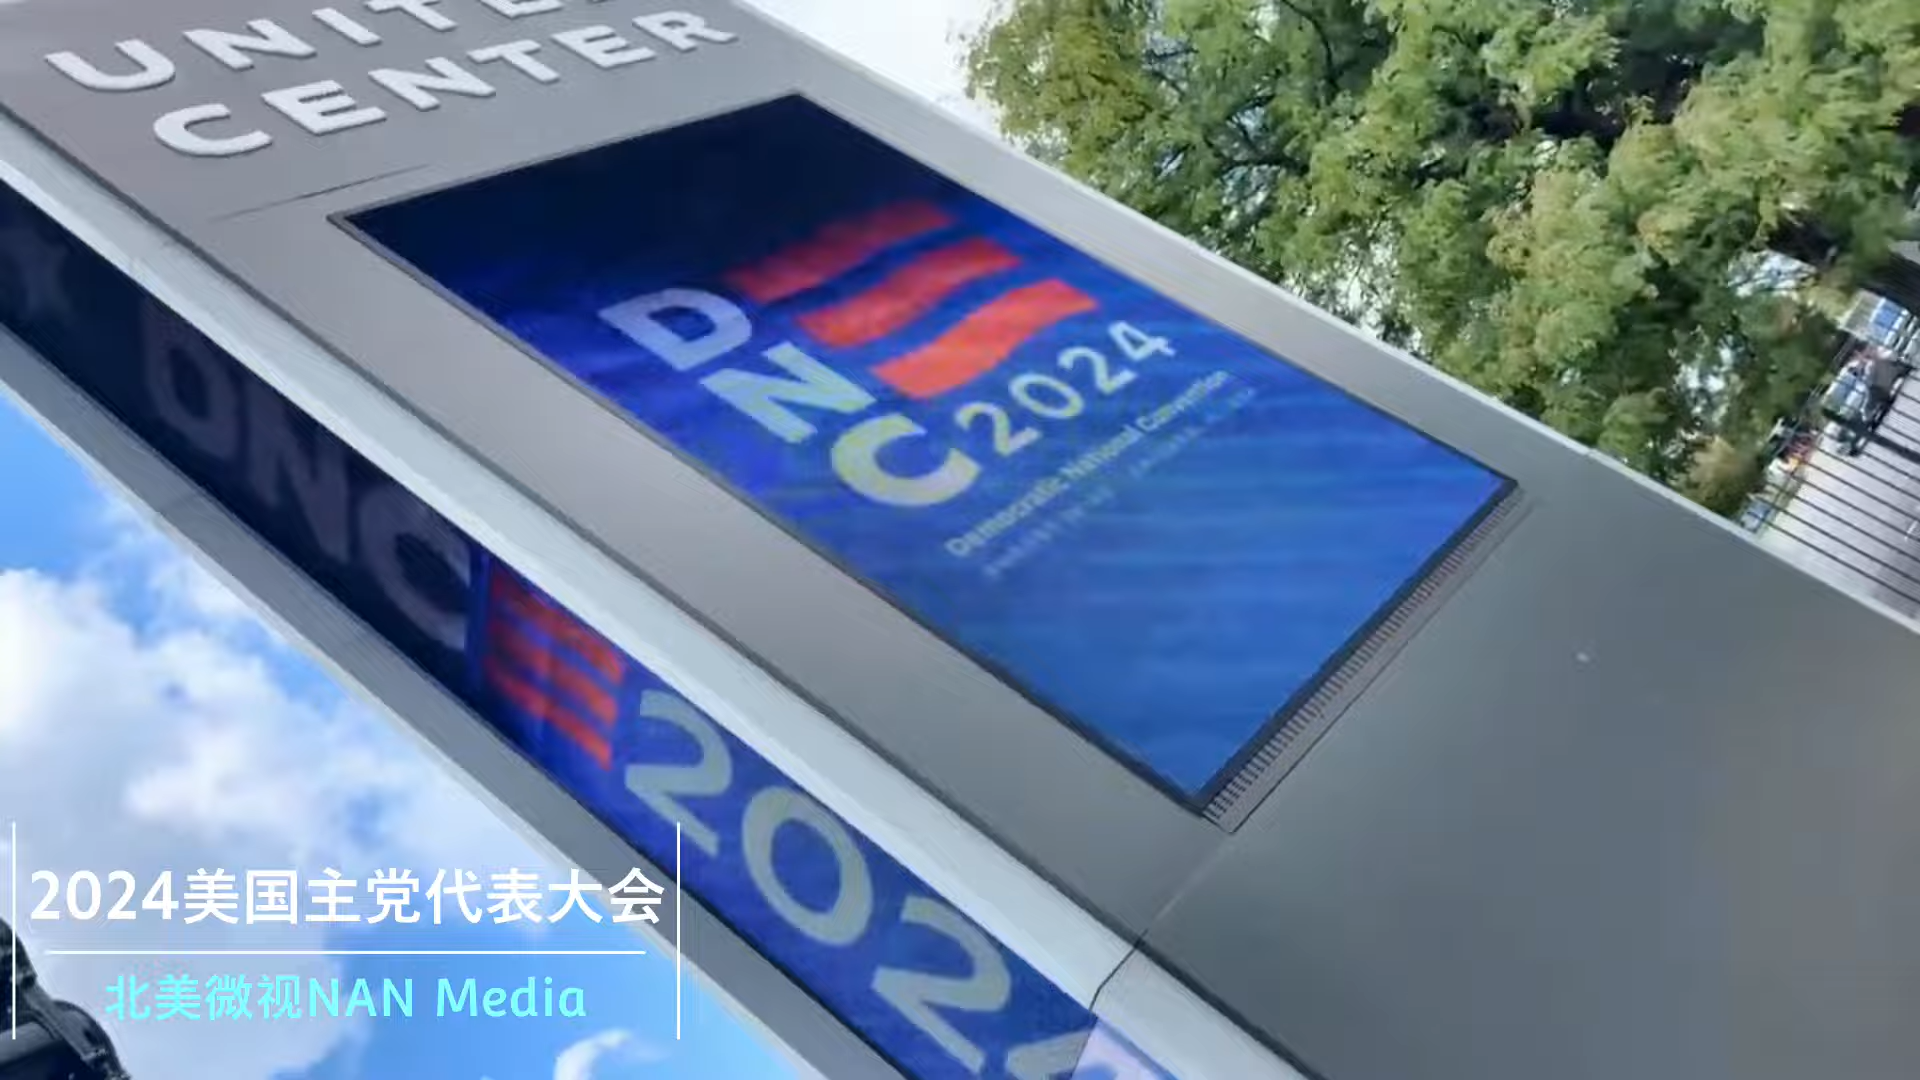 UNITE
CENTER
DNC
2024
Democratic National Convention
DNC 2024
2024美国主党代表大会
北美微视NAN Media